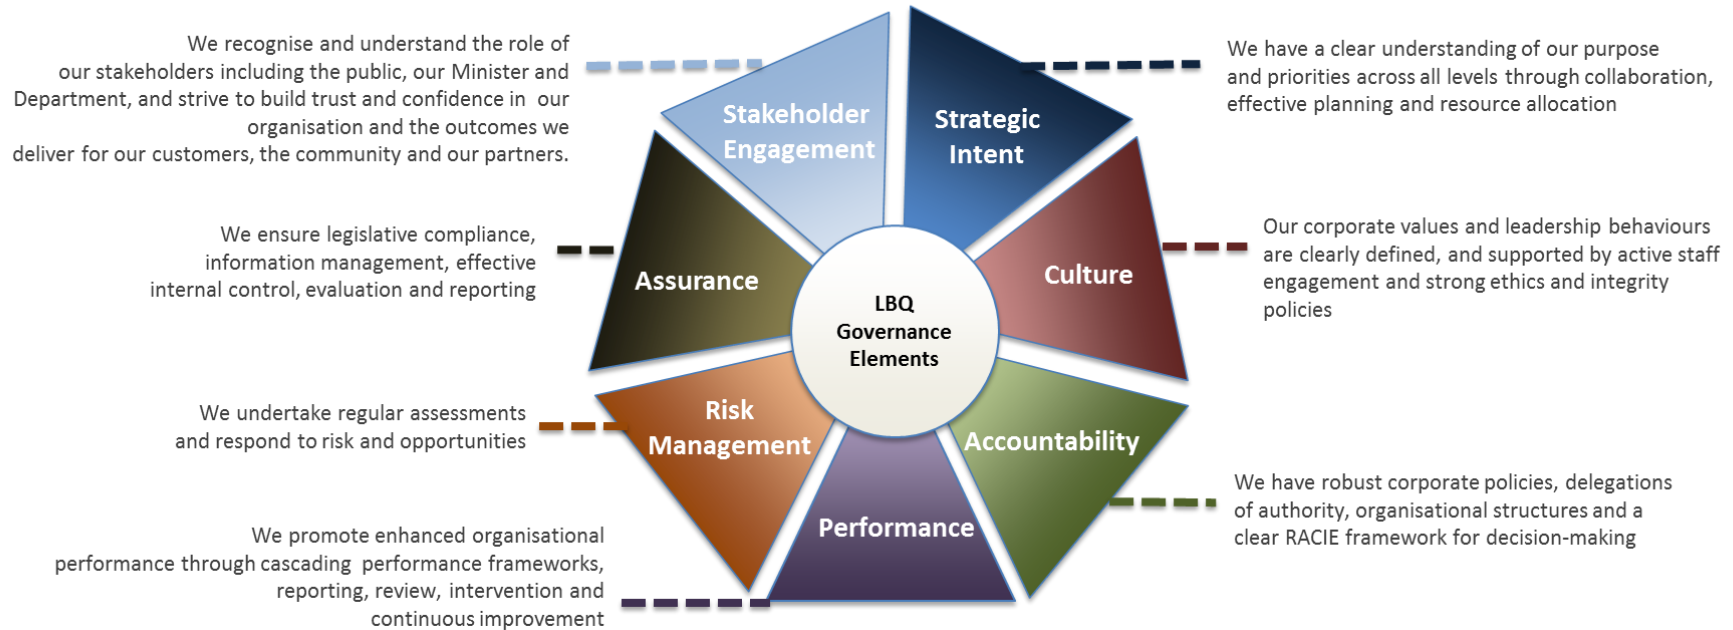 We recognise and understand the role of
our stakeholders including the public, our Minister and
Department, and strive to build trust and confidence in our
organisation and the outcomes we
deliver for our customers, the community and our partners.
Stakeholder
Engagement
Strategic
Intent
We have a clear understanding of our purpose
and priorities across all levels through collaboration,
effective planning and resource allocation
We ensure legislative compliance,
information management, effective
internal control, evaluation and reporting
Assurance
Culture
Our corporate values and leadership behaviours
are clearly defined, and supported by active staff
engagement and strong ethics and integrity
policies
LBQ
Governance
Elements
We undertake regular assessments
and respond to risk and opportunities
Risk
Management
Accountability
We have robust corporate policies, delegations
of authority, organisational structures and a
clear RACIE framework for decision-making
Performance
We promote enhanced organisational
performance through cascading performance frameworks,
reporting, review, intervention and
continuous improvement